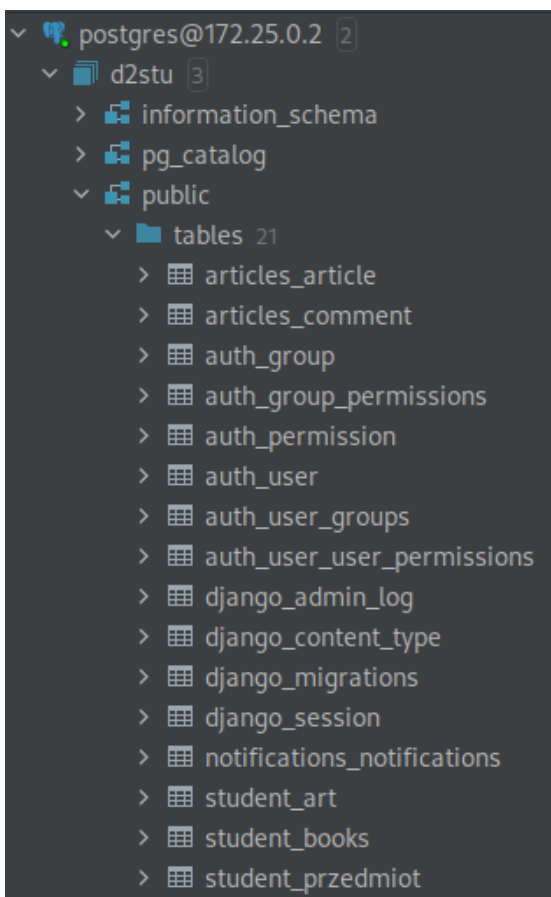 postgres@172.25.0.2 2
d2stu 3
information_schema
pg_catalog
public
tables 21
articles_article
articles_comment
auth_group
auth_group_permissions
auth_permission
auth_user
auth_user_groups
auth_user_user_permissions
django_admin_log
django_content_type
django_migrations
django_session
notifications_notifications
student_art
student_books
student_przedmiot